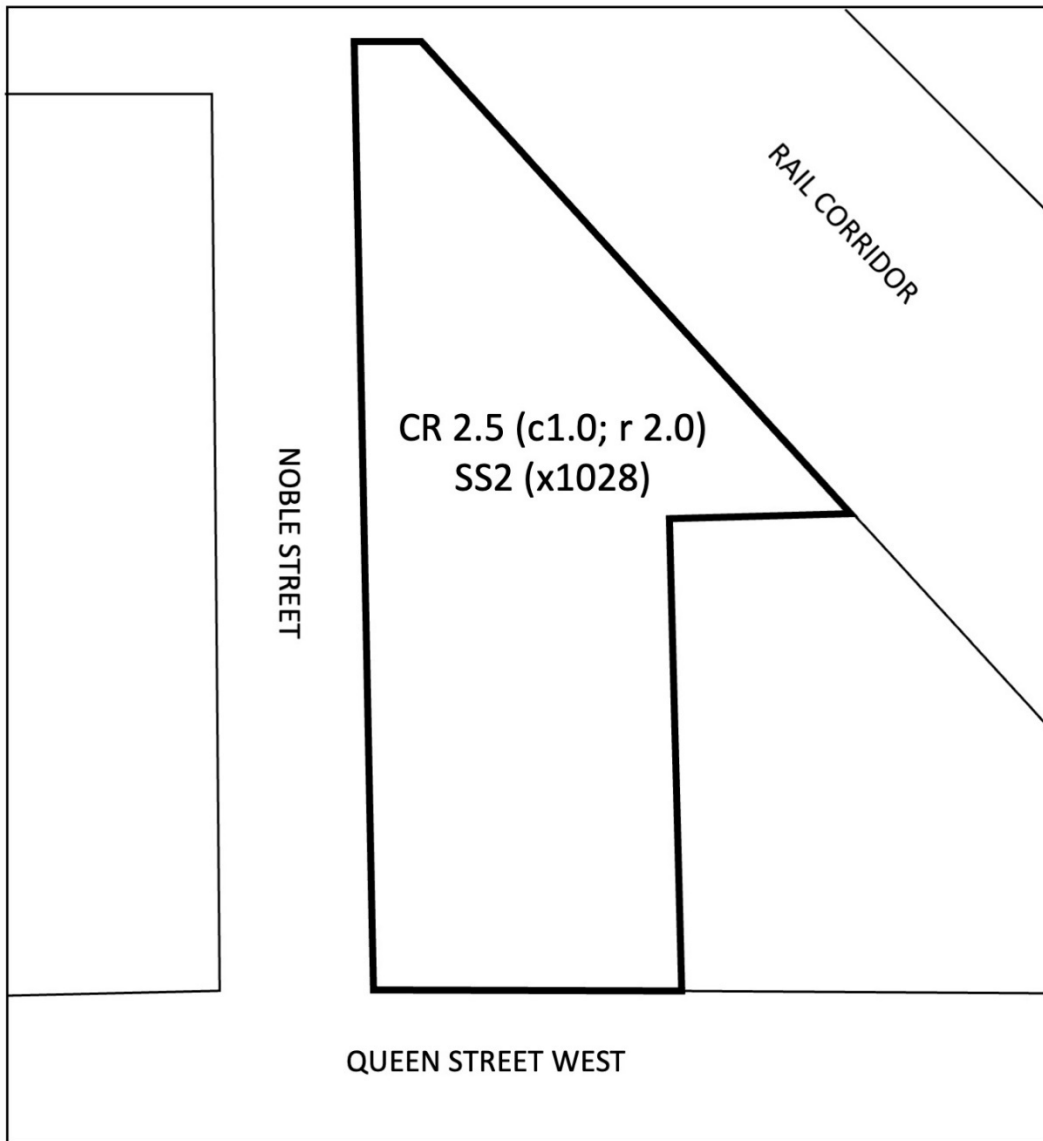 RAIL CORRIDOR
CR 2.5 (c1.0; r 2.0)
SS2 (x1028)
NOBLE STREET
QUEEN STREET WEST